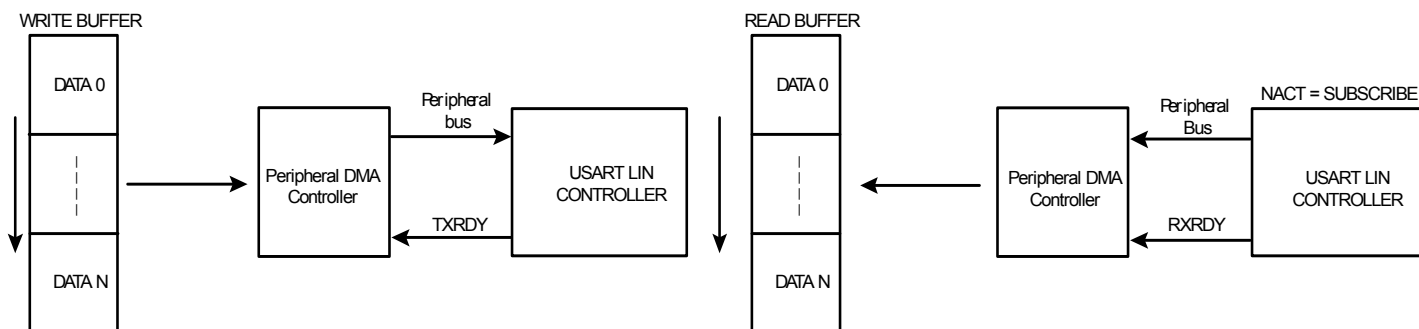 WRITE BUFFER
DATA 0
DATA N
Peripheral DMA
Controller
Peripheral
bus
TXRDY
USART LIN
CONTROLLER
READ BUFFER
DATA 0
DATA N
Peripheral DMA
Controller
Peripheral
Bus
RXRDY
NACT = SUBSCRIBE
USART LIN
CONTROLLER